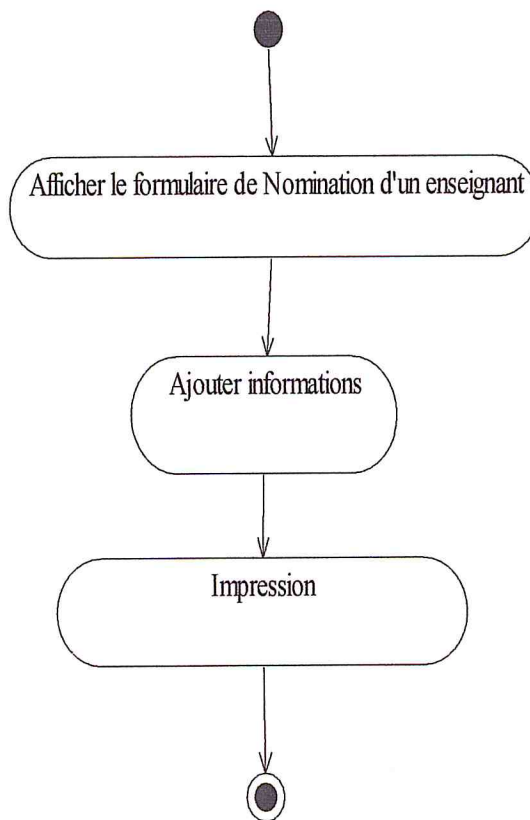 Afficher le formulaire de Nomination d'un enseignant
Ajouter informations
Impression